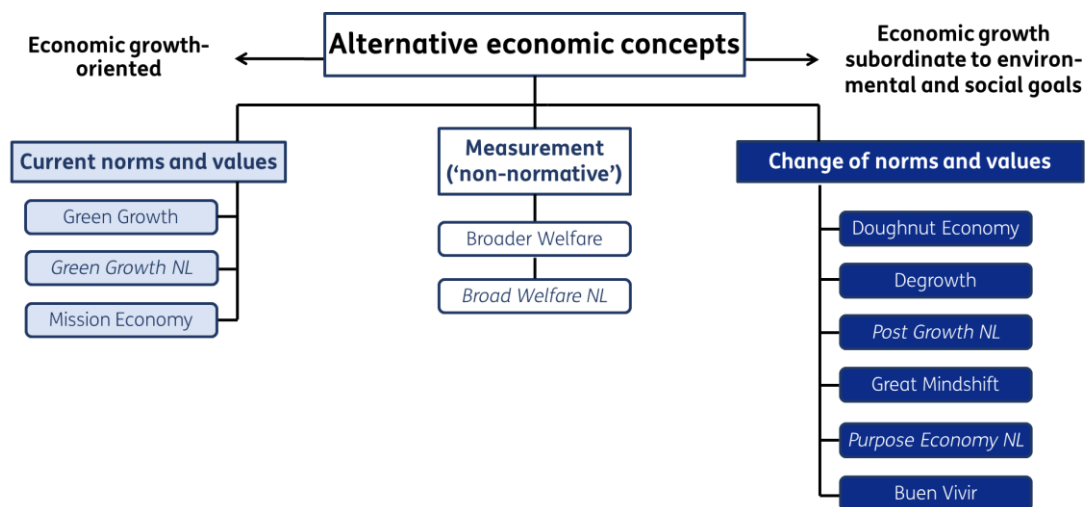 Economic growth-
oriented
Alternative economic concepts
Economic growth
subordinate to environ-
mental and social goals
Current norms and values
Green Growth
Green Growth NL
Mission Economy
Measurement
(‘non-normative’)
Broader Welfare
Broad Welfare NL
Change of norms and values
Doughnut Economy
Degrowth
Post Growth NL
Great Mindshift
Purpose Economy NL
Buen Vivir